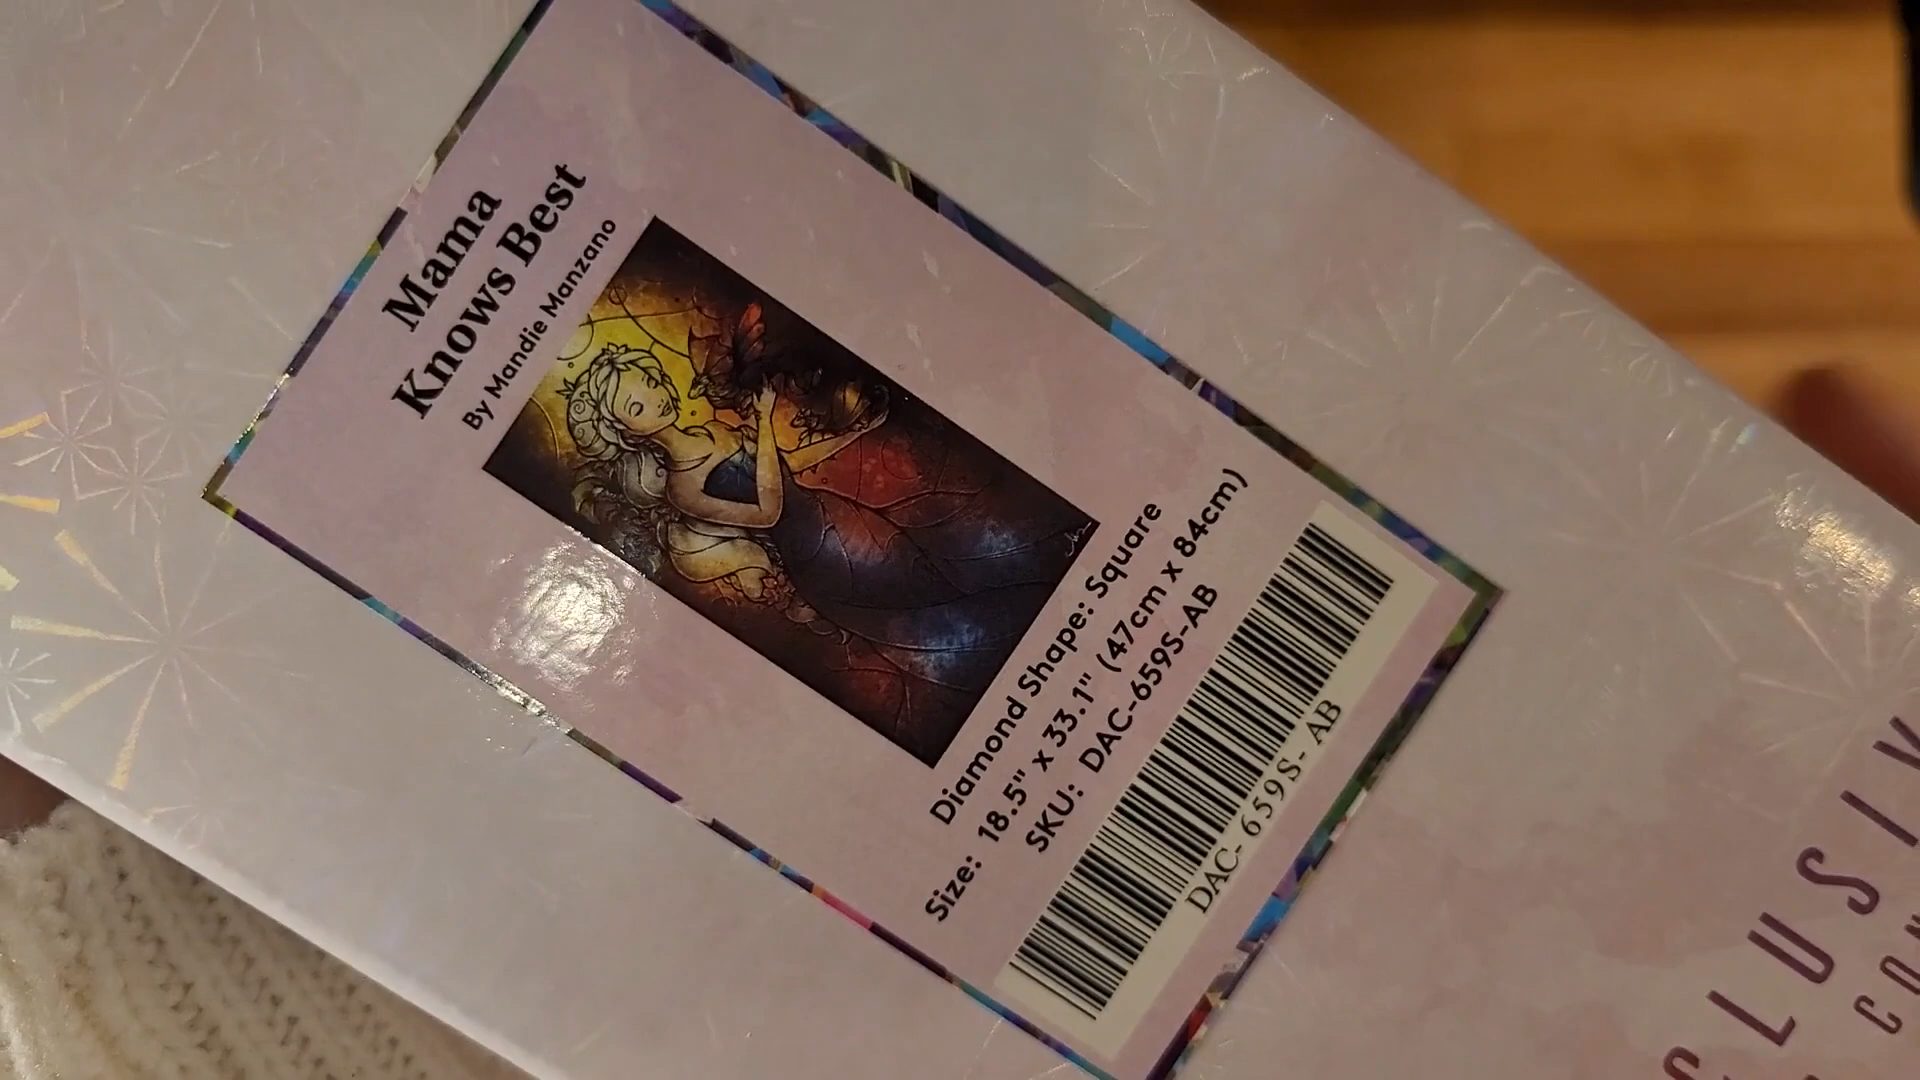 Mama
Knows Best
By Mandie Manzano
Diamond Shape: Square
Size: 18.5" x 33.1" (47cm x 84cm)
SKU: DAC-659S-AB
DAC-659S-AB